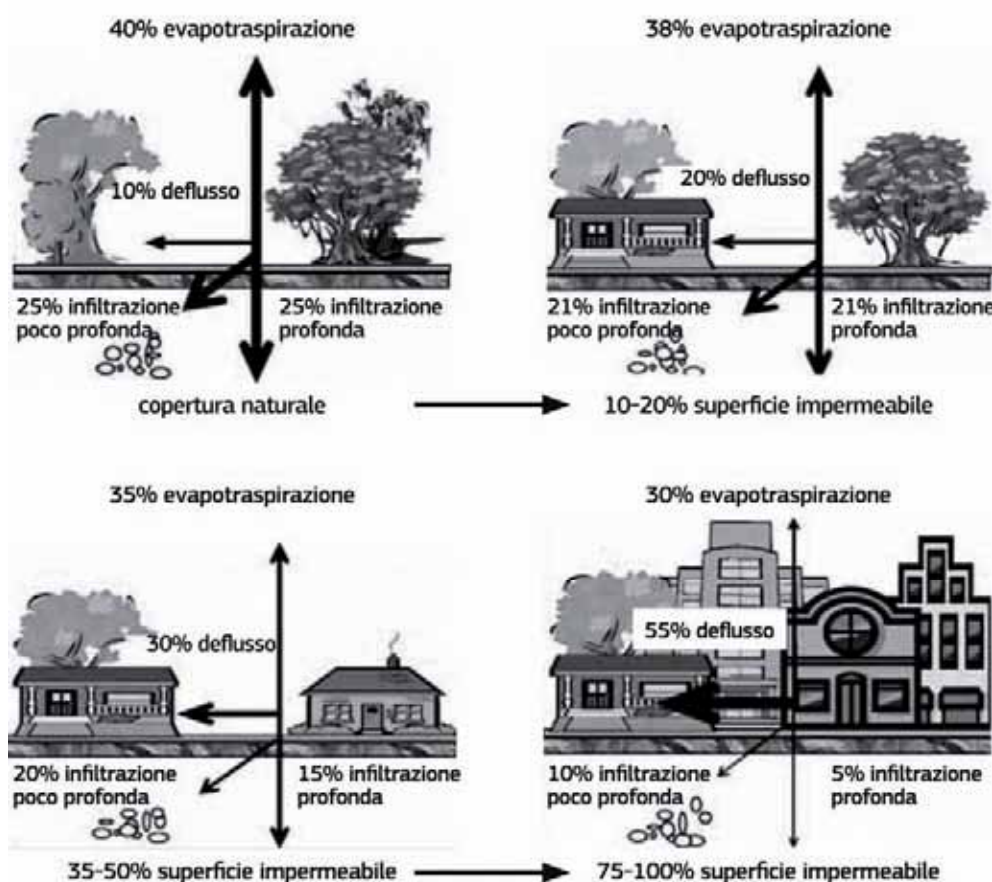 40% evapotraspirazione
10% deflusso
25% infiltrazione
poco profonda
25% infiltrazione
profonda
copertura naturale
38% evapotraspirazione
20% deflusso
21% infiltrazione
poco profonda
21% infiltrazione
profonda
10-20% superficie impermeabile
35% evapotraspirazione
30% deflusso
20% infiltrazione
poco profonda
15% infiltrazione
profonda
35-50% superficie impermeabile
30% evapotraspirazione
55% deflusso
10% infiltrazione
poco profonda
5% infiltrazione
profonda
75-100% superficie impermeabile